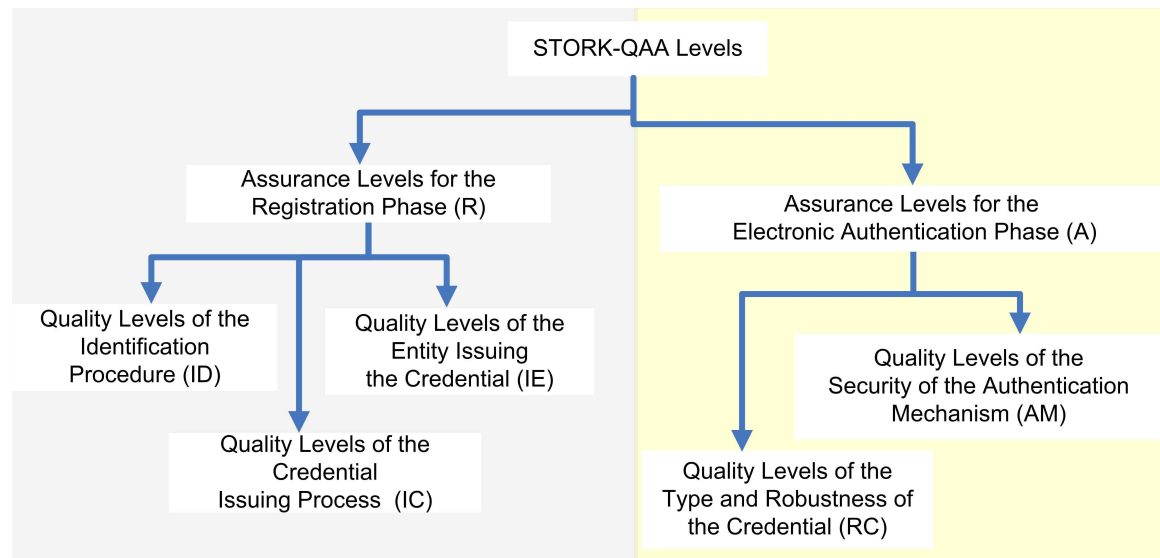 STORK-QAA Levels
Assurance Levels for the
Registration Phase (R)
Assurance Levels for the
Electronic Authentication Phase (A)
Quality Levels of the
Identification
Procedure (ID)
Quality Levels of the
Entity Issuing
the Credential (IE)
Quality Levels of the
Security of the Authentication
Mechanism (AM)
Quality Levels of the
Credential
Issuing Process (IC)
Quality Levels of the
Type and Robustness of
the Credential (RC)